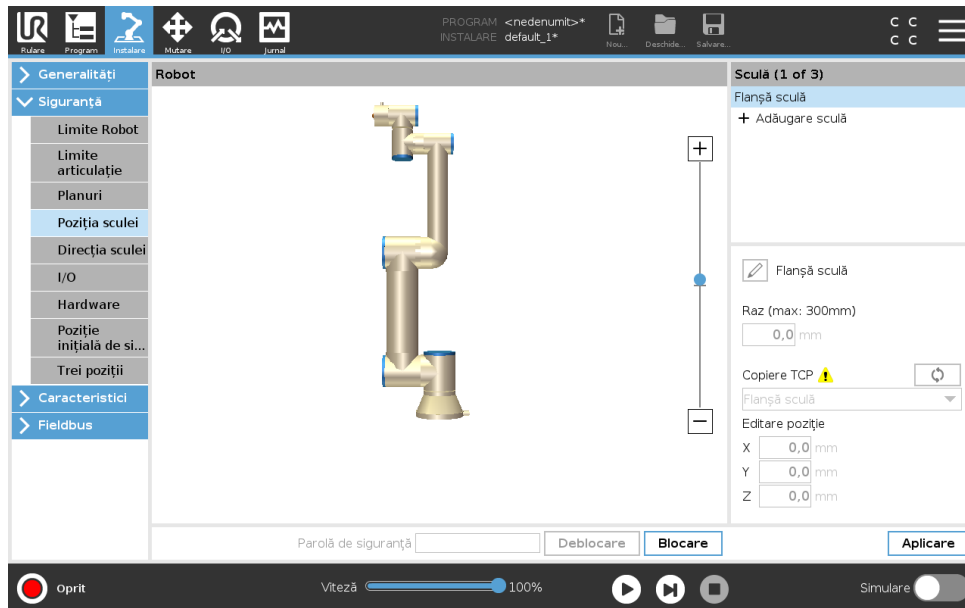 UR
PROGRAM <nedenumit>*
INSTALARE default_1*
C C
C C
Rulare Program Instalare Mutare I/O Jurnal Nou... Deschide... Salvare...
Generalități
Siguranță
Limite Robot
Limite
articulație
Planuri
Poziția sculei
Direcția sculei
I/O
Hardware
Poziție
inițială de si...
Trei poziții
Caracteristici
Fieldbus
Robot
+
−
Sculă (1 of 3)
Flanșă sculă
+ Adăugare sculă
Flanșă sculă
Raz (max: 300mm)
0,0 mm
Copiere TCP
Flanșă sculă
Editare poziție
X 0,0 mm
Y 0,0 mm
Z 0,0 mm
Parolă de siguranță Deblocare Blocare Aplicare
Oprit Viteză 100% Simulare